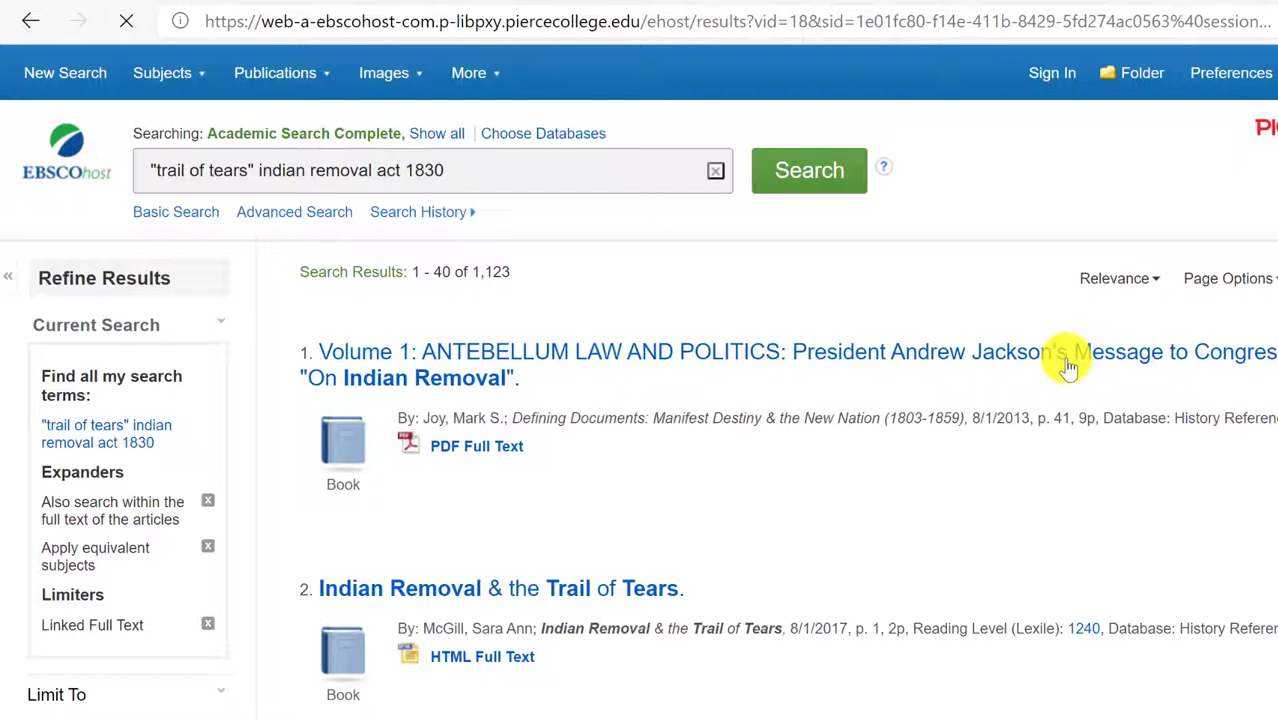 https://web-a-ebscohost-com.p-libpxy.piercecollege.edu/ehost/results?vid=18&sid=1e01fc80-f14e-411b-8429-5fd274ac0563%40session...
New Search Subjects Publications Images More Sign In Folder Preferences
Searching: Academic Search Complete, Show all Choose Databases
EBSCOhost
"trail of tears" indian removal act 1830
Search ?
Basic Search Advanced Search Search History
Refine Results
Search Results: 1 - 40 of 1,123
Relevance Page Options
Current Search
Find all my search
terms:
"trail of tears" indian
removal act 1830
Expanders
Also search within the
full text of the articles
Apply equivalent
subjects
Limiters
Linked Full Text
Limit To
1. Volume 1: ANTEBELLUM LAW AND POLITICS: President Andrew Jackson's Message to Congres
"On Indian Removal".
By: Joy, Mark S.; Defining Documents: Manifest Destiny & the New Nation (1803-1859), 8/1/2013, p. 41, 9p, Database: History Reference
PDF Full Text
Book
2. Indian Removal & the Trail of Tears.
By: McGill, Sara Ann; Indian Removal & the Trail of Tears, 8/1/2017, p. 1, 2p, Reading Level (Lexile): 1240, Database: History Refere
HTML Full Text
Book